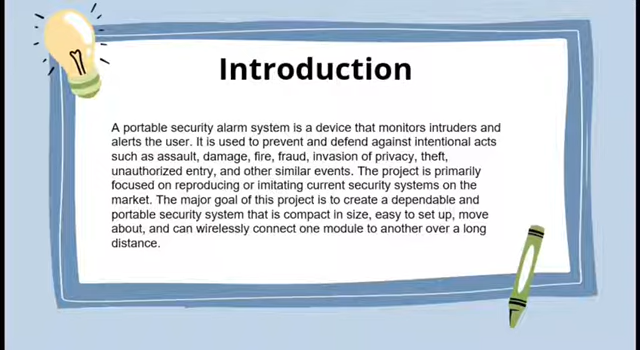 Introduction
A portable security alarm system is a device that monitors intruders and
alerts the user. It is used to prevent and defend against intentional acts
such as assault, damage, fire, fraud, invasion of privacy, theft,
unauthorized entry, and other similar events. The project is primarily
focused on reproducing or imitating current security systems on the
market. The major goal of this project is to create a dependable and
portable security system that is compact in size, easy to set up, move
about, and can wirelessly connect one module to another over a long
distance.